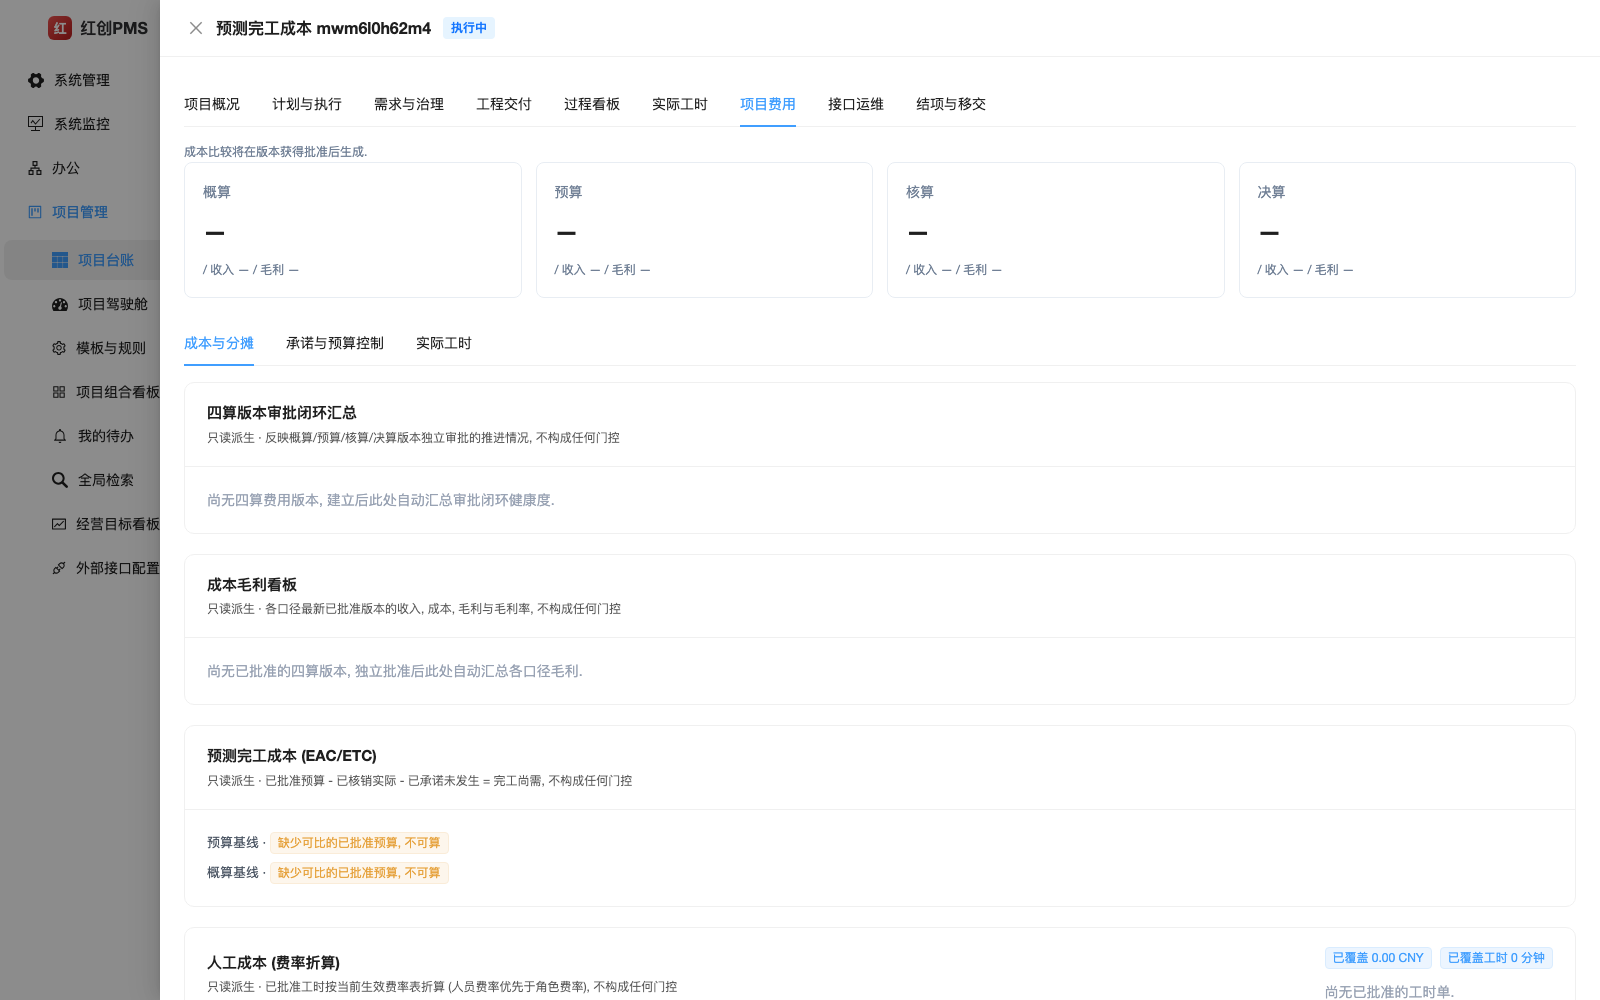 红 红创PMS
系统管理
系统监控
办公
项目管理
项目台账
项目驾驶舱
模板与规则
项目组合看板
我的待办
全局检索
经营目标看板
外部接口配置
预测完工成本 mwm6l0h62m4 执行中
项目概况 计划与执行 需求与治理 工程交付 过程看板 实际工时 项目费用 接口运维 结项与移交
成本比较将在版本获得批准后生成.
概算 预算 核算 决算
— — — —
/ 收入 — / 毛利 — / 收入 — / 毛利 — / 收入 — / 毛利 — / 收入 — / 毛利 —
成本与分摊 承诺与预算控制 实际工时
四算版本审批闭环汇总
只读派生 · 反映概算/预算/核算/决算版本独立审批的推进情况, 不构成任何门控
尚无四算费用版本, 建立后此处自动汇总审批闭环健康度.
成本毛利看板
只读派生 · 各口径最新已批准版本的收入, 成本, 毛利与毛利率, 不构成任何门控
尚无已批准的四算版本, 独立批准后此处自动汇总各口径毛利.
预测完工成本 (EAC/ETC)
只读派生 · 已批准预算 - 已核销实际 - 已承诺未发生 = 完工尚需, 不构成任何门控
预算基线 · 缺少可比的已批准预算, 不可算
概算基线 · 缺少可比的已批准预算, 不可算
人工成本 (费率折算)
只读派生 · 已批准工时按当前生效费率表折算 (人员费率优先于角色费率), 不构成任何门控
已覆盖 0.00 CNY 已覆盖工时 0 分钟
尚无已批准的工时单.